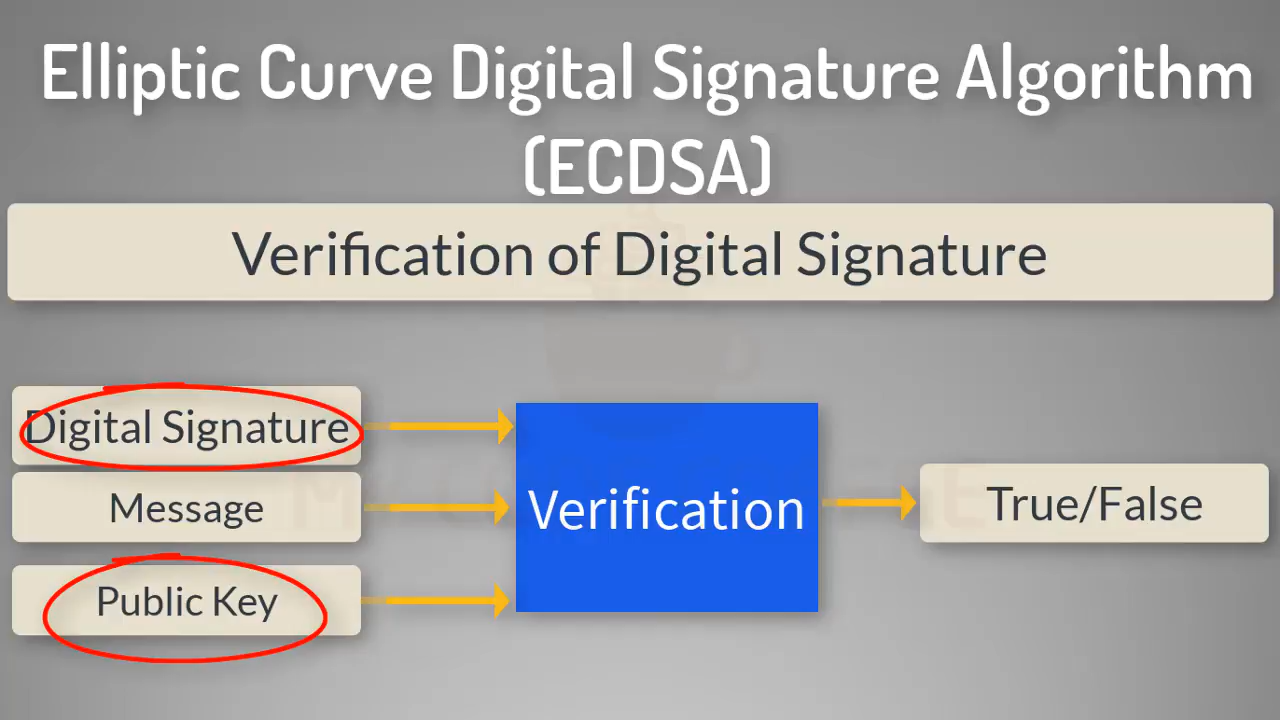 Elliptic Curve Digital Signature Algorithm
(ECDSA)
Verification of Digital Signature
Digital Signature
Message
Public Key
Verification
True/False